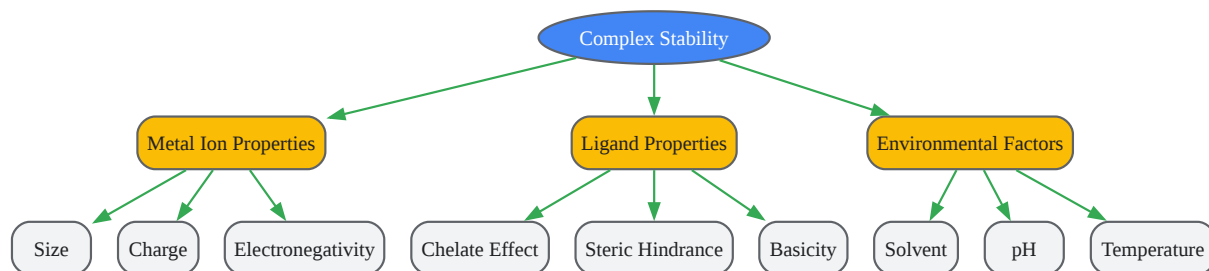 Complex Stability
Metal Ion Properties
Ligand Properties
Environmental Factors
Size
Charge
Electronegativity
Chelate Effect
Steric Hindrance
Basicity
Solvent
pH
Temperature